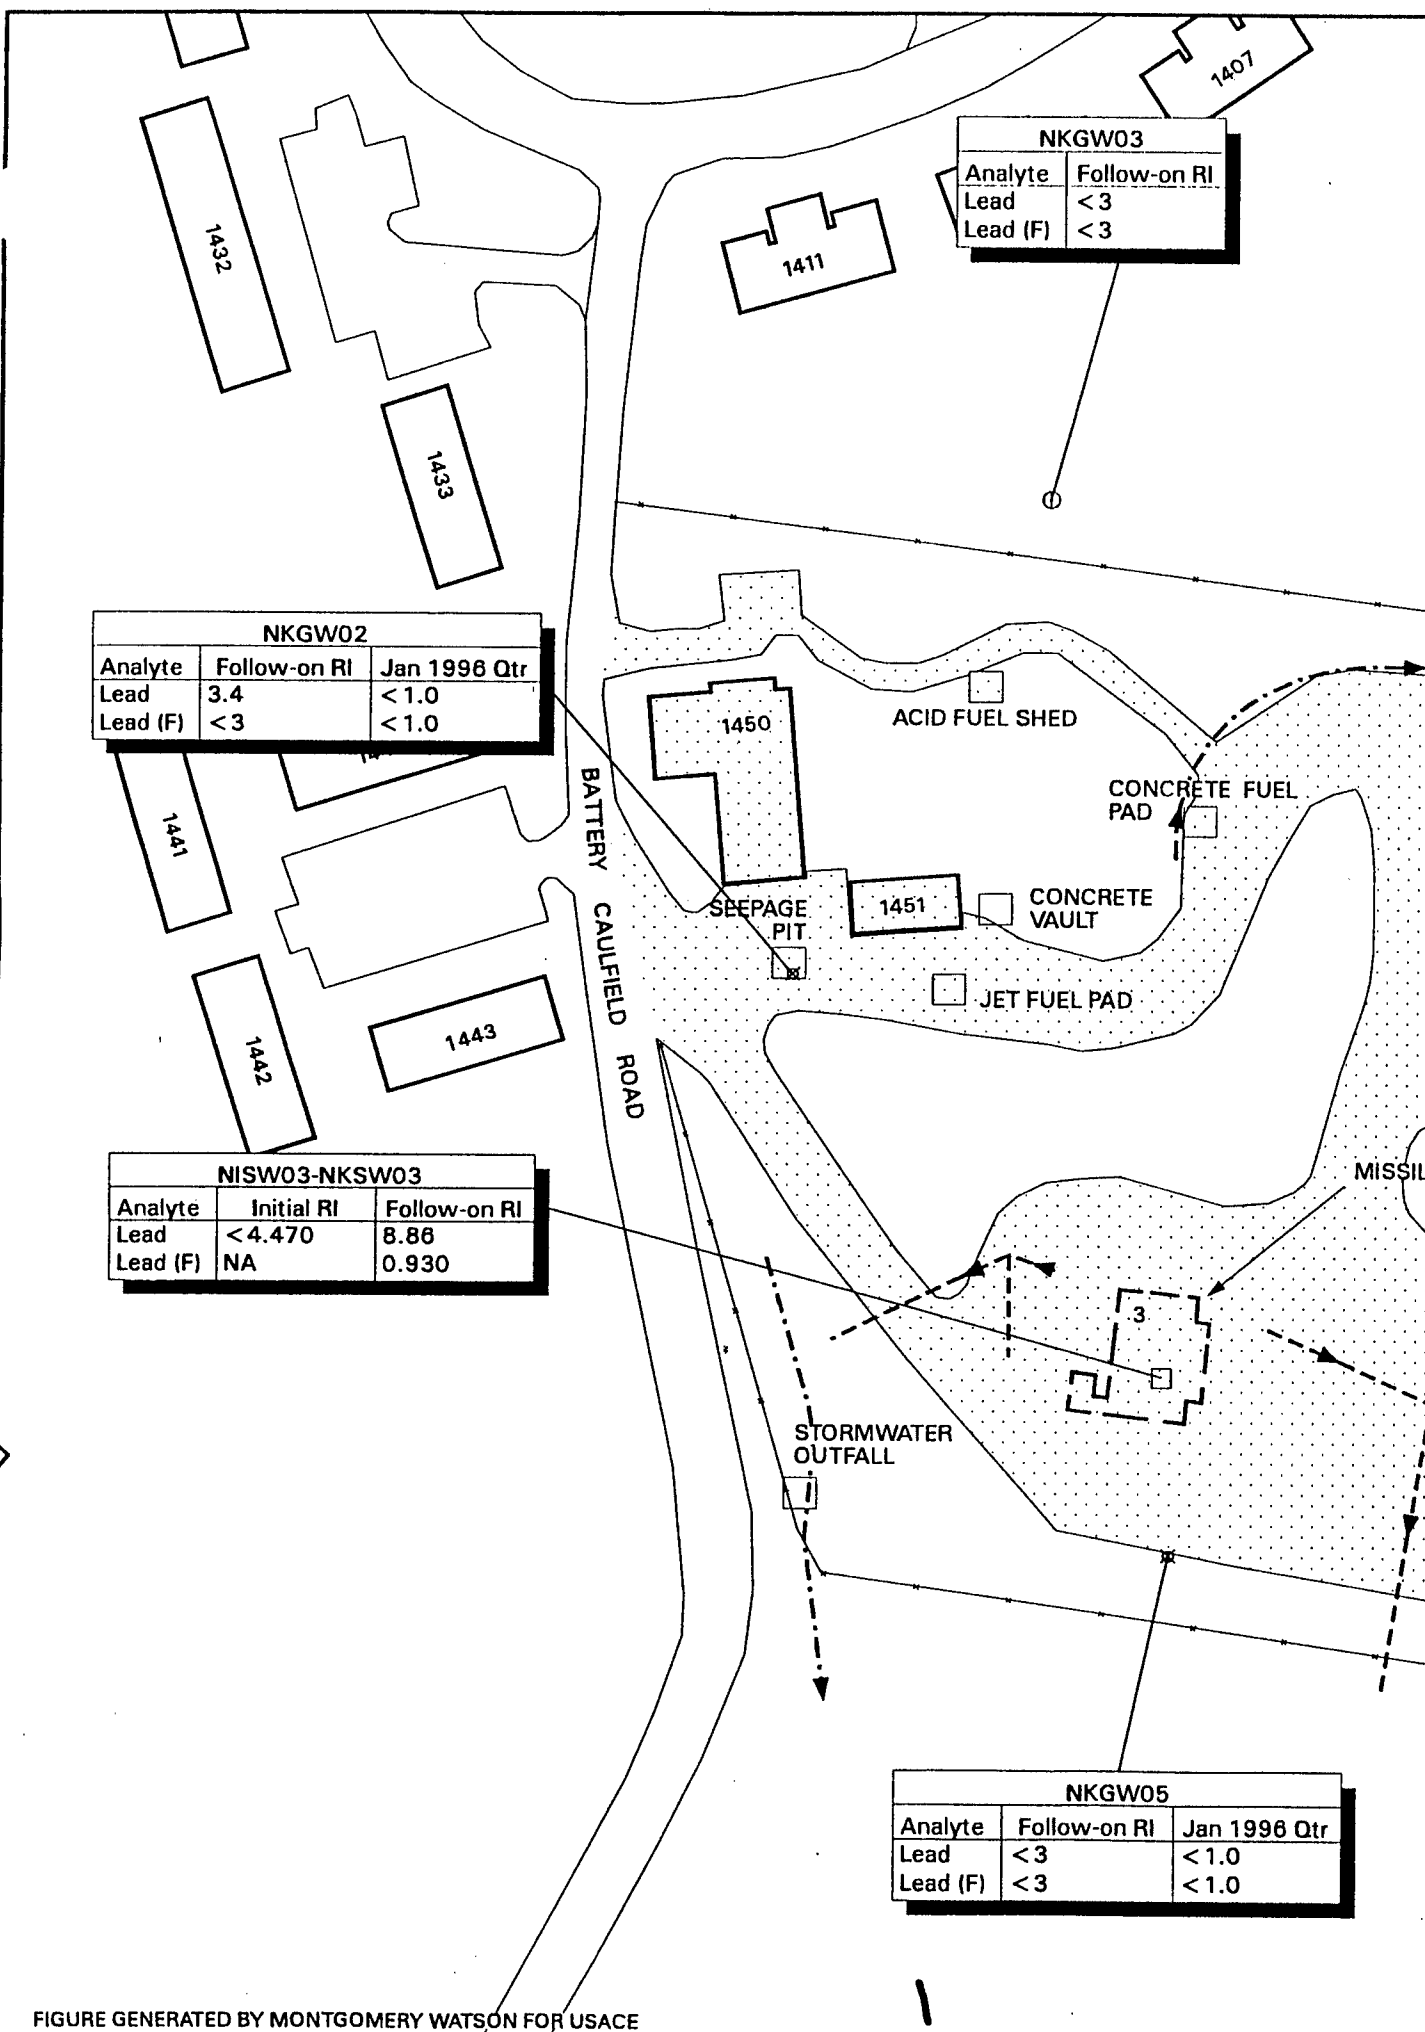 1407
NKGW03
Analyte Follow-on RI
Lead <3
Lead (F) <3
1432
1411
1433
NKGW02
Analyte Follow-on RI Jan 1996 Qtr
Lead 3.4 <1.0
Lead (F) <3 <1.0
1450
ACID FUEL SHED
CONCRETE FUEL
PAD
1441
BATTERY CAULFIELD ROAD
SEEPAGE
PIT
1451
CONCRETE
VAULT
JET FUEL PAD
1443
1442
NISW03-NKSW03
Analyte Initial RI Follow-on RI
Lead <4.470 8.86
Lead (F) NA 0.930
MISSIL
3
STORMWATER
OUTFALL
NKGW05
Analyte Follow-on RI Jan 1996 Qtr
Lead <3 <1.0
Lead (F) <3 <1.0
FIGURE GENERATED BY MONTGOMERY WATSON FOR USACE